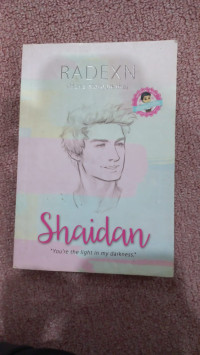 RADEXN
Shaidan
"You're the light in my darkness."